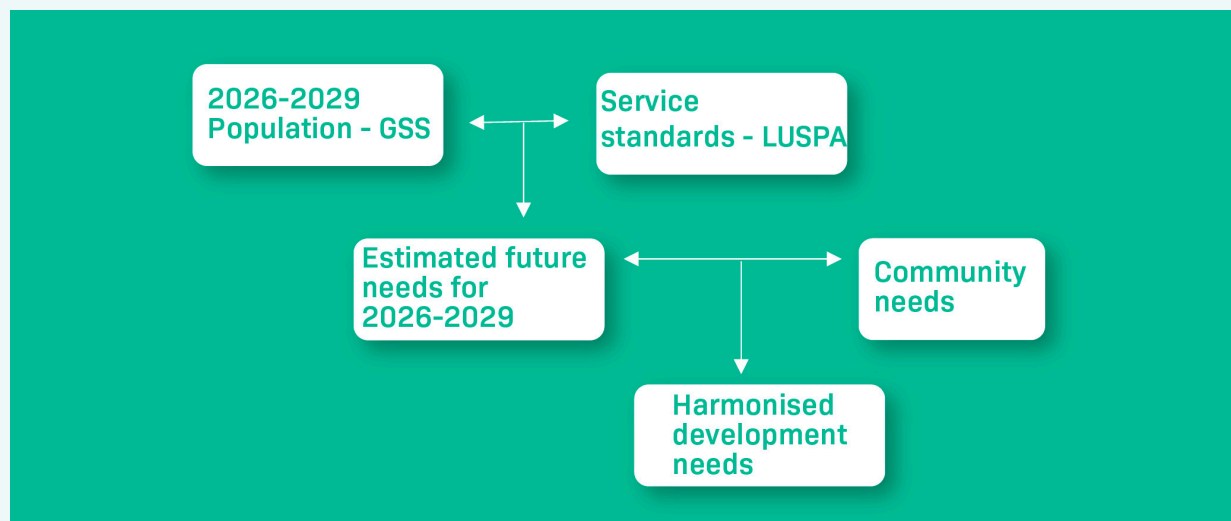 2026-2029
Population - GSS
Service
standards - LUSPA
Estimated future
needs for
2026-2029
Community
needs
Harmonised
development
needs